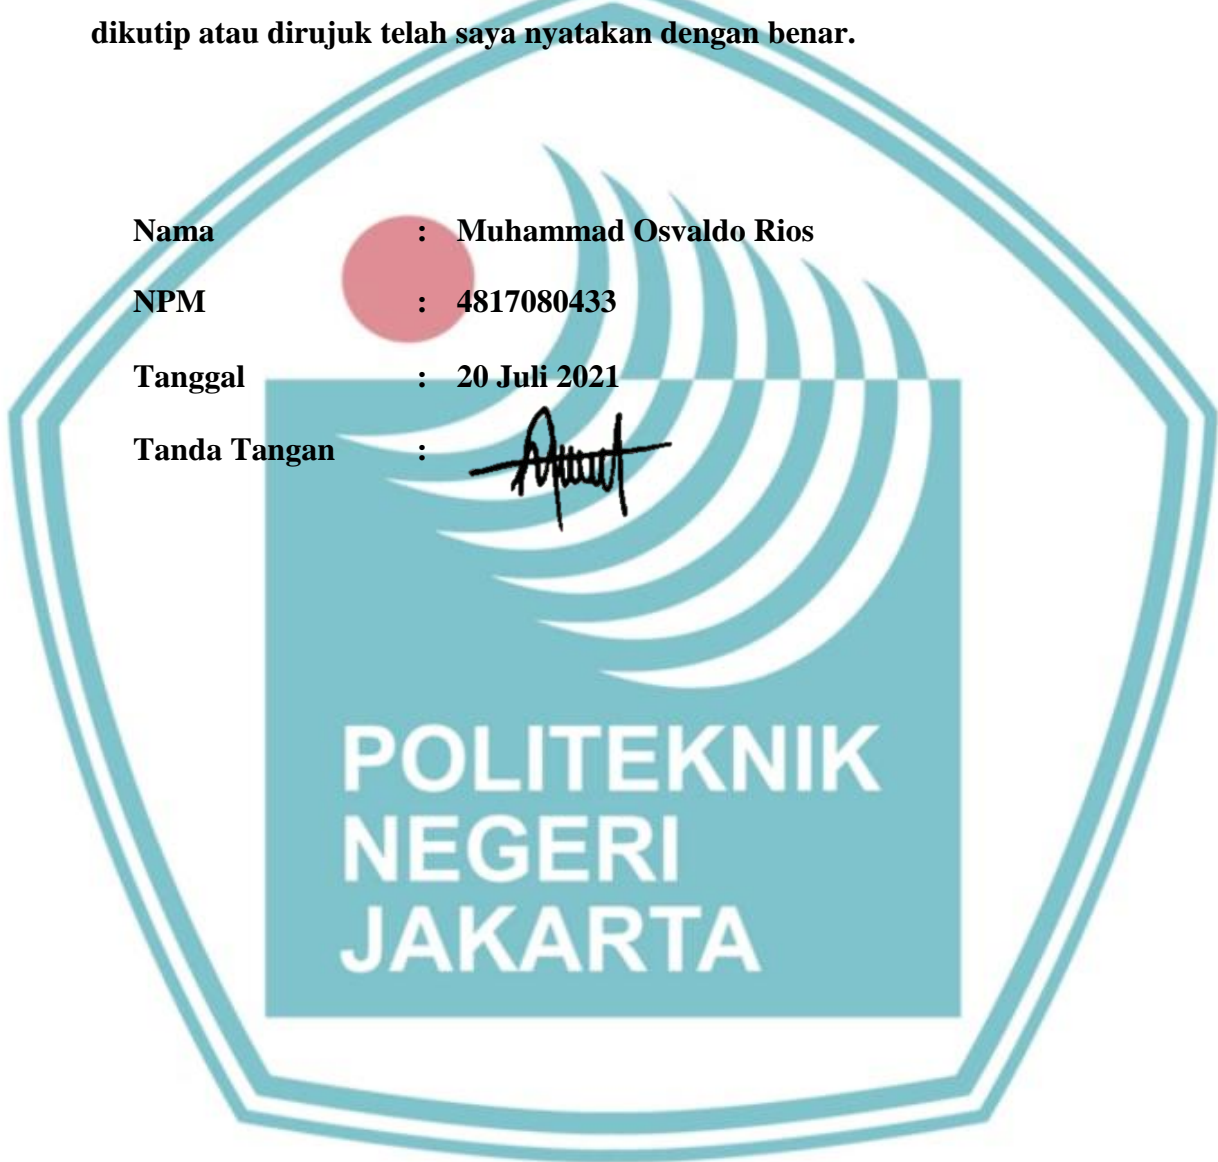 dikutip atau dirujuk telah saya nyatakan dengan benar.
Nama : Muhammad Osvaldo Rios
NPM : 4817080433
Tanggal : 20 Juli 2021
Tanda Tangan :
POLITEKNIK
NEGERI
JAKARTA